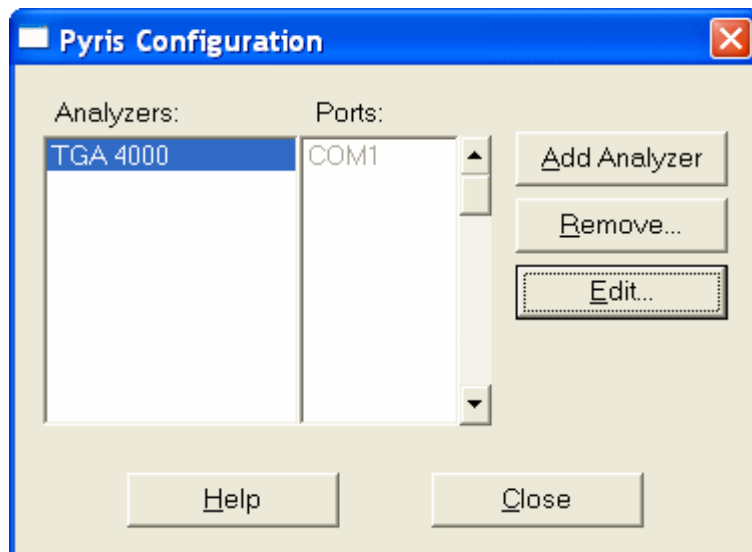 Pyris Configuration
Analyzers:
Ports:
TGA 4000
COM1
Add Analyzer
Remove...
Edit...
Help
Close